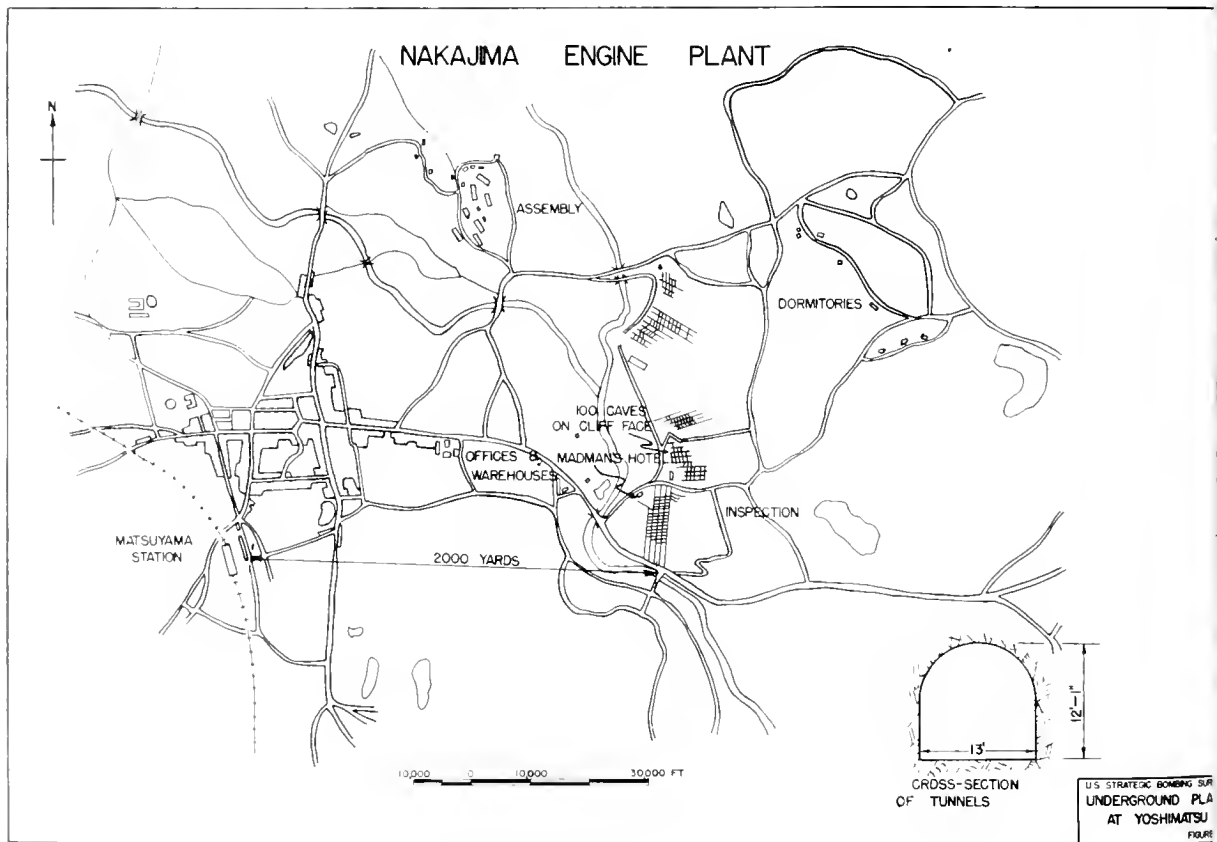 NAKAJIMA ENGINE PLANT
N
ASSEMBLY
DORMITORIES
100 CAVES
ON CLIFF FACE
OFFICES &
WAREHOUSES
MADMAN'S HOTEL
INSPECTION
MATSUYAMA
STATION
2000 YARDS
12'-1"
13'
CROSS-SECTION
OF TUNNELS
10,000 0 10,000 30,000 FT
U.S. STRATEGIC BOMBING SUR
UNDERGROUND PLA
AT YOSHIMATSU
FIGURE